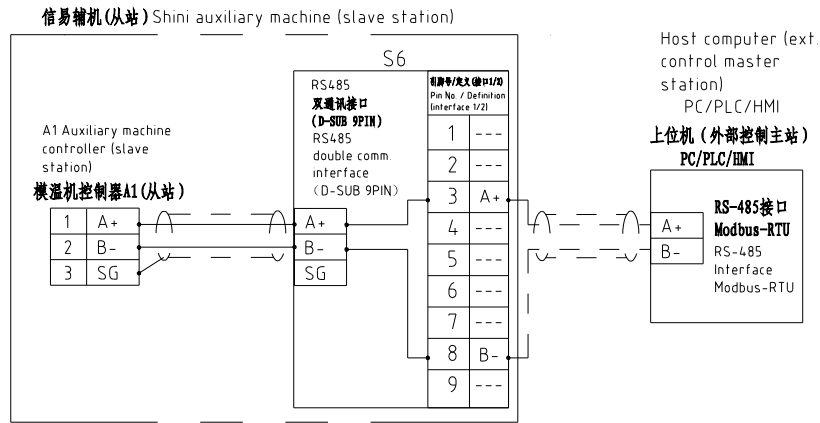 信易辅机(从站)Shini auxiliary machine (slave station)
A1 Auxiliary machine
controller (slave
station)
模温机控制器A1(从站)
1 A+
2 B-
3 SG
S6
RS485
双通讯接口
(D-SUB 9PIN)
RS485
double comm.
interface
(D-SUB 9PIN)
A+
B-
SG
引脚号/定义(接口1/2)
Pin No. / Definition
(interface 1/2)
1 ---
2 ---
3 A+
4 ---
5 ---
6 ---
7 ---
8 B-
9 ---
Host computer (ext.
control master
station)
PC/PLC/HMI
上位机（外部控制主站）
PC/PLC/HMI
A+
B-
RS-485接口
Modbus-RTU
RS-485
Interface
Modbus-RTU